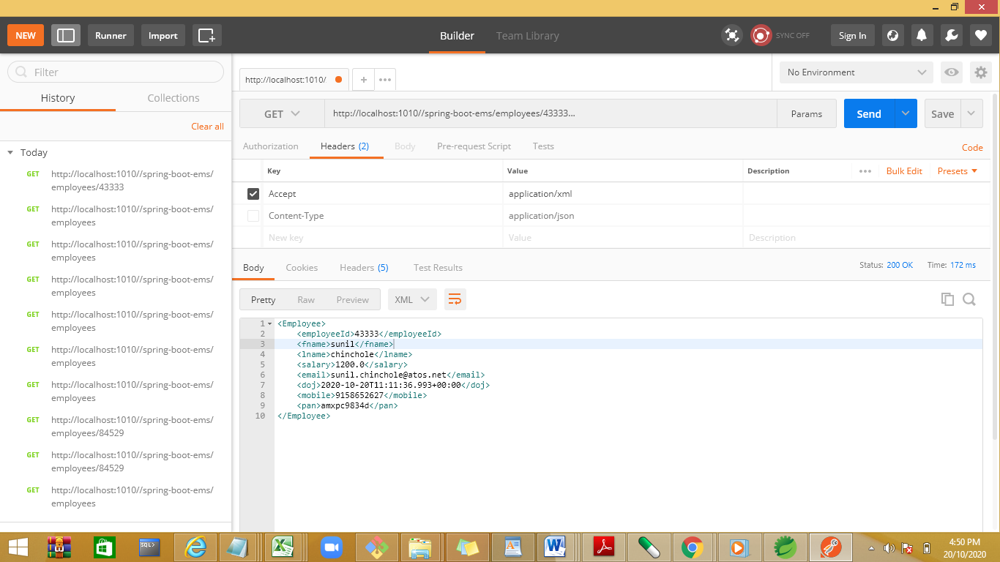 NEW Runner Import Builder Team Library SYNC OFF Sign In
Filter
History Collections
Clear all
Today
GET http://localhost:1010//spring-boot-ems/
employees/43333
GET http://localhost:1010//spring-boot-ems/
employees
GET http://localhost:1010//spring-boot-ems/
employees
GET http://localhost:1010//spring-boot-ems/
employees
GET http://localhost:1010//spring-boot-ems/
employees
GET http://localhost:1010//spring-boot-ems/
employees
GET http://localhost:1010//spring-boot-ems/
employees
GET http://localhost:1010//spring-boot-ems/
employees/84529
GET http://localhost:1010//spring-boot-ems/
employees/84529
GET http://localhost:1010//spring-boot-ems/
employees
http://localhost:1010/ + ••• No Environment
GET http://localhost:1010//spring-boot-ems/employees/43333... Params Send Save
Authorization Headers (2) Body Pre-request Script Tests Code
Key Value Description ••• Bulk Edit Presets
Accept application/xml
Content-Type application/json
New key Value Description
Body Cookies Headers (5) Test Results Status: 200 OK Time: 172 ms
Pretty Raw Preview XML
1 <Employee>
2 <employeeId>43333</employeeId>
3 <fname>sunil</fname>
4 <lname>chinchole</lname>
5 <salary>1200.0</salary>
6 <email>sunil.chinchole@atos.net</email>
7 <doj>2020-10-20T11:11:36.993+00:00</doj>
8 <mobile>9158652627</mobile>
9 <pan>amxpc9834d</pan>
10 </Employee>
SQL>
4:50 PM
20/10/2020